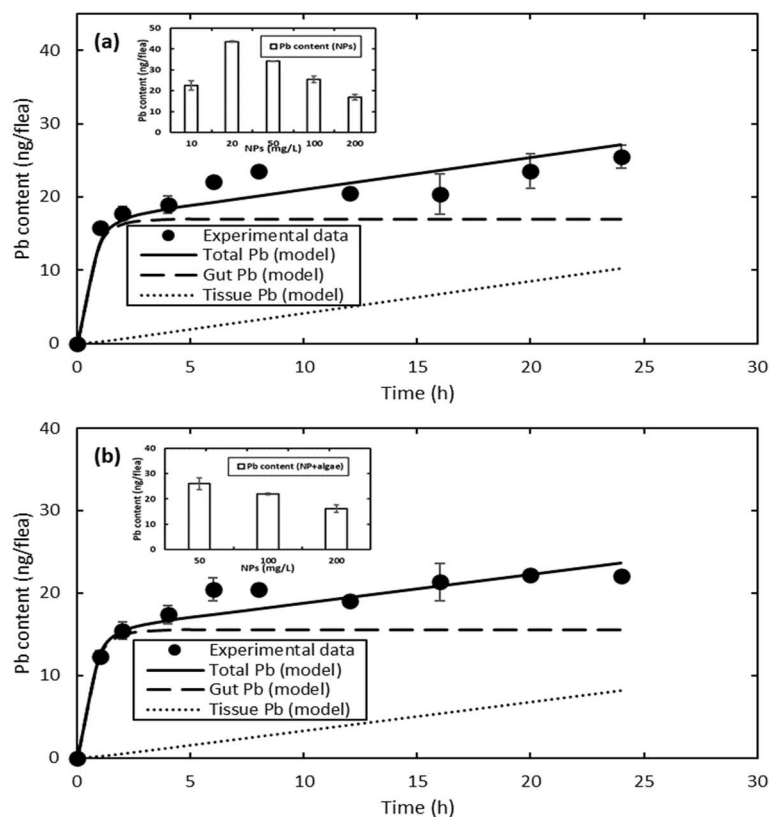 (a)
Pb content (ng/flea)
40
30
20
10
0
50
40
30
20
10
0
Pb content (ng/flea)
Pb content (NPs)
10 20 50 100 200
NPs (mg/L)
Experimental data
Total Pb (model)
Gut Pb (model)
Tissue Pb (model)
0 5 10 15 20 25 30
Time (h)
(b)
Pb content (ng/flea)
40
30
20
10
0
40
30
20
10
0
Pb content (ng/flea)
Pb content (NP+algae)
50 100 200
NPs (mg/L)
Experimental data
Total Pb (model)
Gut Pb (model)
Tissue Pb (model)
0 5 10 15 20 25 30
Time (h)